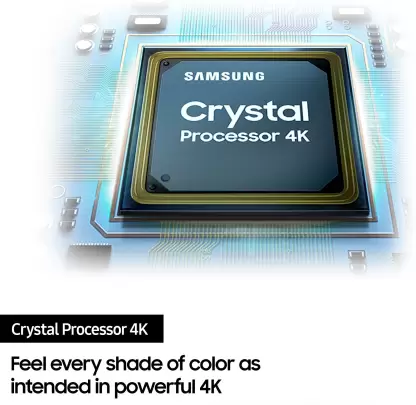 SAMSUNG
Crystal
Processor 4K
Crystal Processor 4K
Feel every shade of color as
intended in powerful 4K